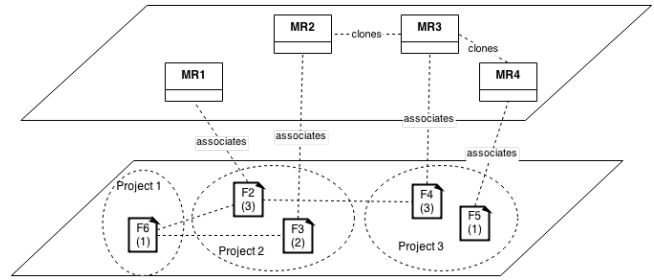 MR2
clones
MR3
clones
MR1
MR4
associates
associates
associates
associates
Project 1
F2
(3)
F4
(3)
F6
(1)
F3
(2)
F5
(1)
Project 2
Project 3